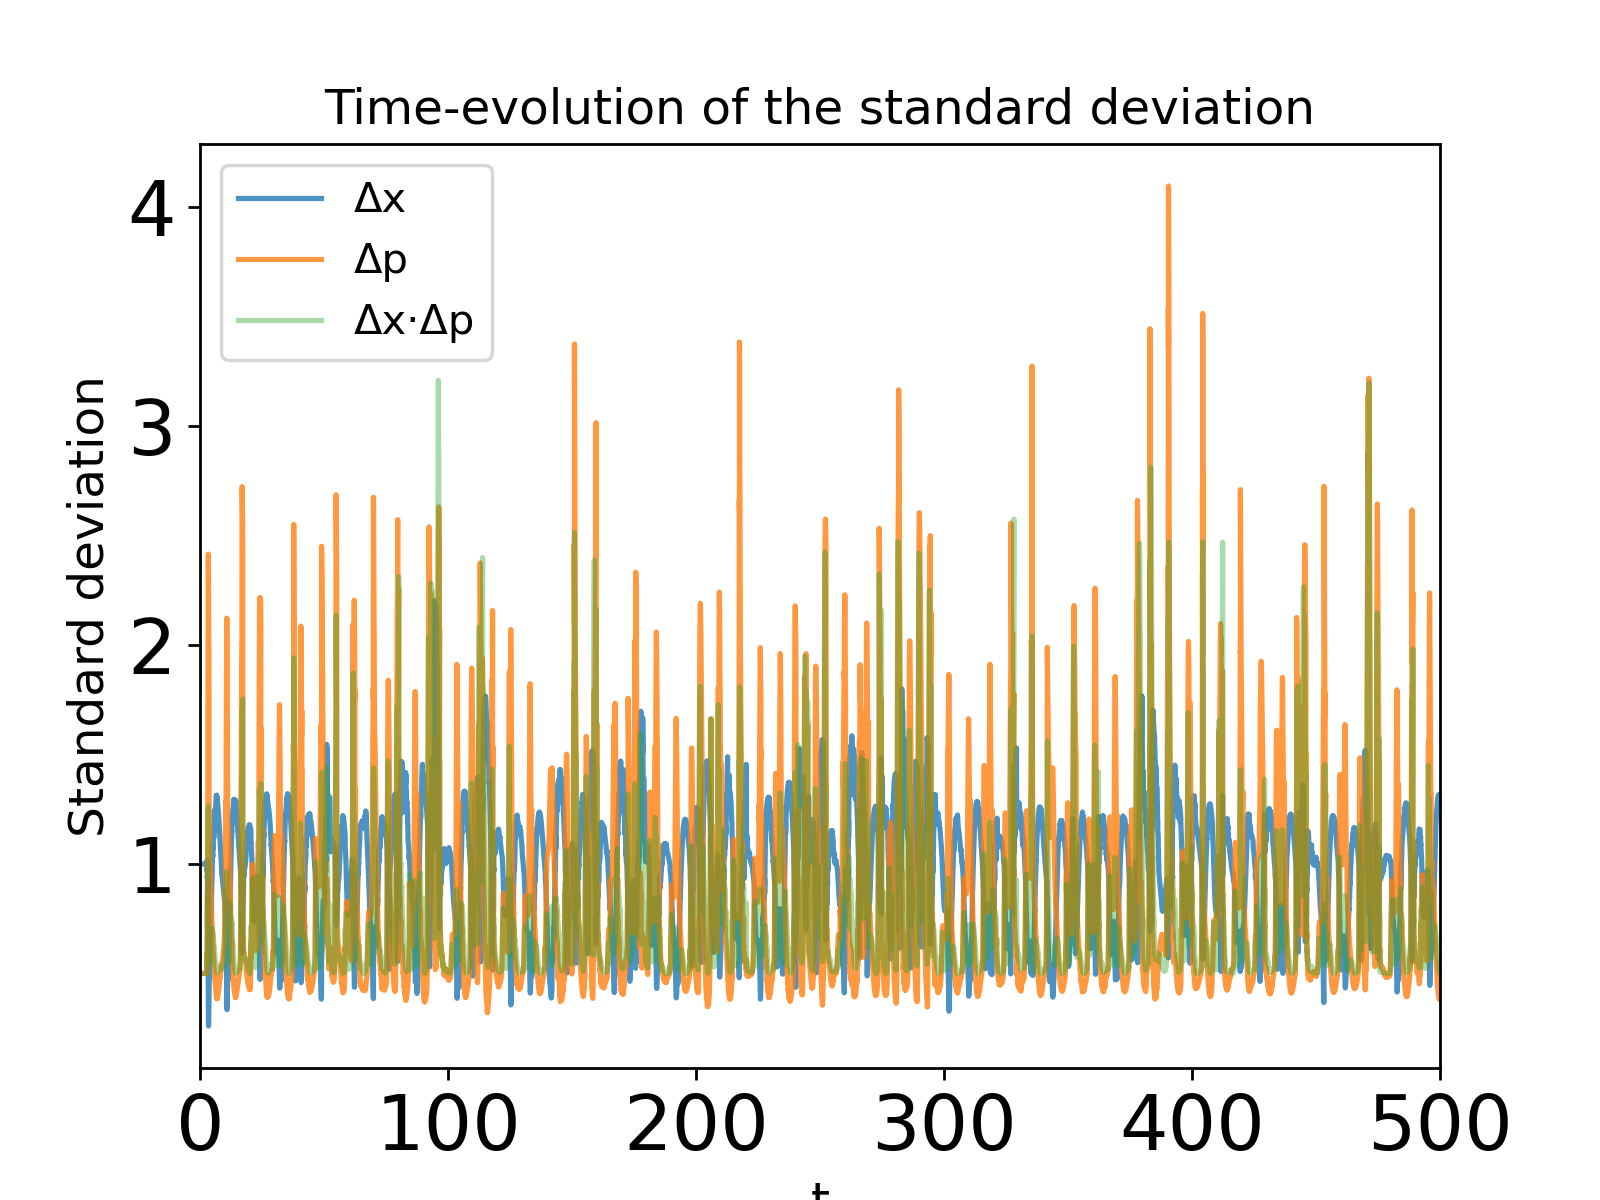 Time-evolution of the standard deviation
Δx
Δp
Δx·Δp
Standard deviation
4
3
2
1
0 100 200 300 400 500
t